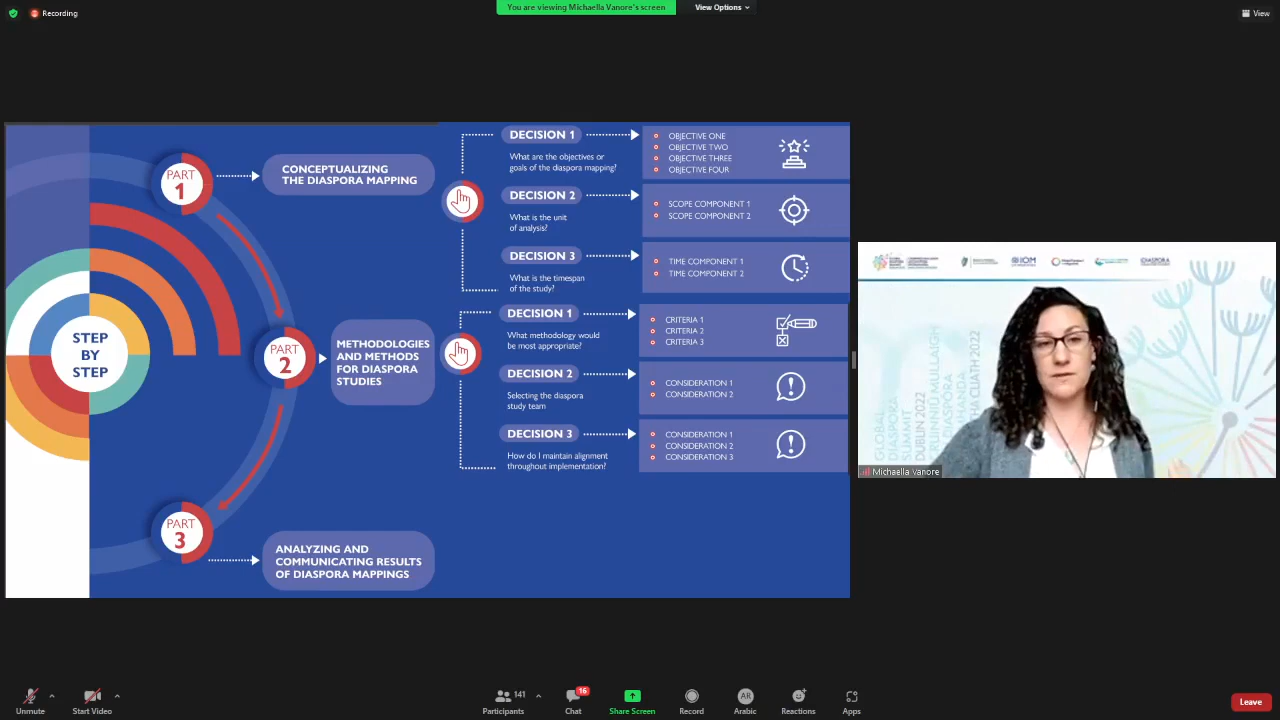 Recording
You are viewing Michaella Vanore's screen
View Options
View
STEP
BY
STEP
PART
1
CONCEPTUALIZING
THE DIASPORA MAPPING
DECISION 1
What are the objectives or
goals of the diaspora mapping?
OBJECTIVE ONE
OBJECTIVE TWO
OBJECTIVE THREE
OBJECTIVE FOUR
DECISION 2
What is the unit
of analysis?
SCOPE COMPONENT 1
SCOPE COMPONENT 2
DECISION 3
What is the timespan
of the study?
TIME COMPONENT 1
TIME COMPONENT 2
PART
2
METHODOLOGIES
AND METHODS
FOR DIASPORA
STUDIES
DECISION 1
What methodology would
be most appropriate?
CRITERIA 1
CRITERIA 2
CRITERIA 3
DECISION 2
Selecting the diaspora
study team
CONSIDERATION 1
CONSIDERATION 2
DECISION 3
How do I maintain alignment
throughout implementation?
CONSIDERATION 1
CONSIDERATION 2
CONSIDERATION 3
PART
3
ANALYZING AND
COMMUNICATING RESULTS
OF DIASPORA MAPPINGS
IOM
DIASPORA
GLOBAL
DIASPORA
SUMMIT
DUBLIN 2022
Michaella Vanore
Unmute
Start Video
141
Participants
16
Chat
Share Screen
Record
AR
Arabic
Reactions
Apps
Leave